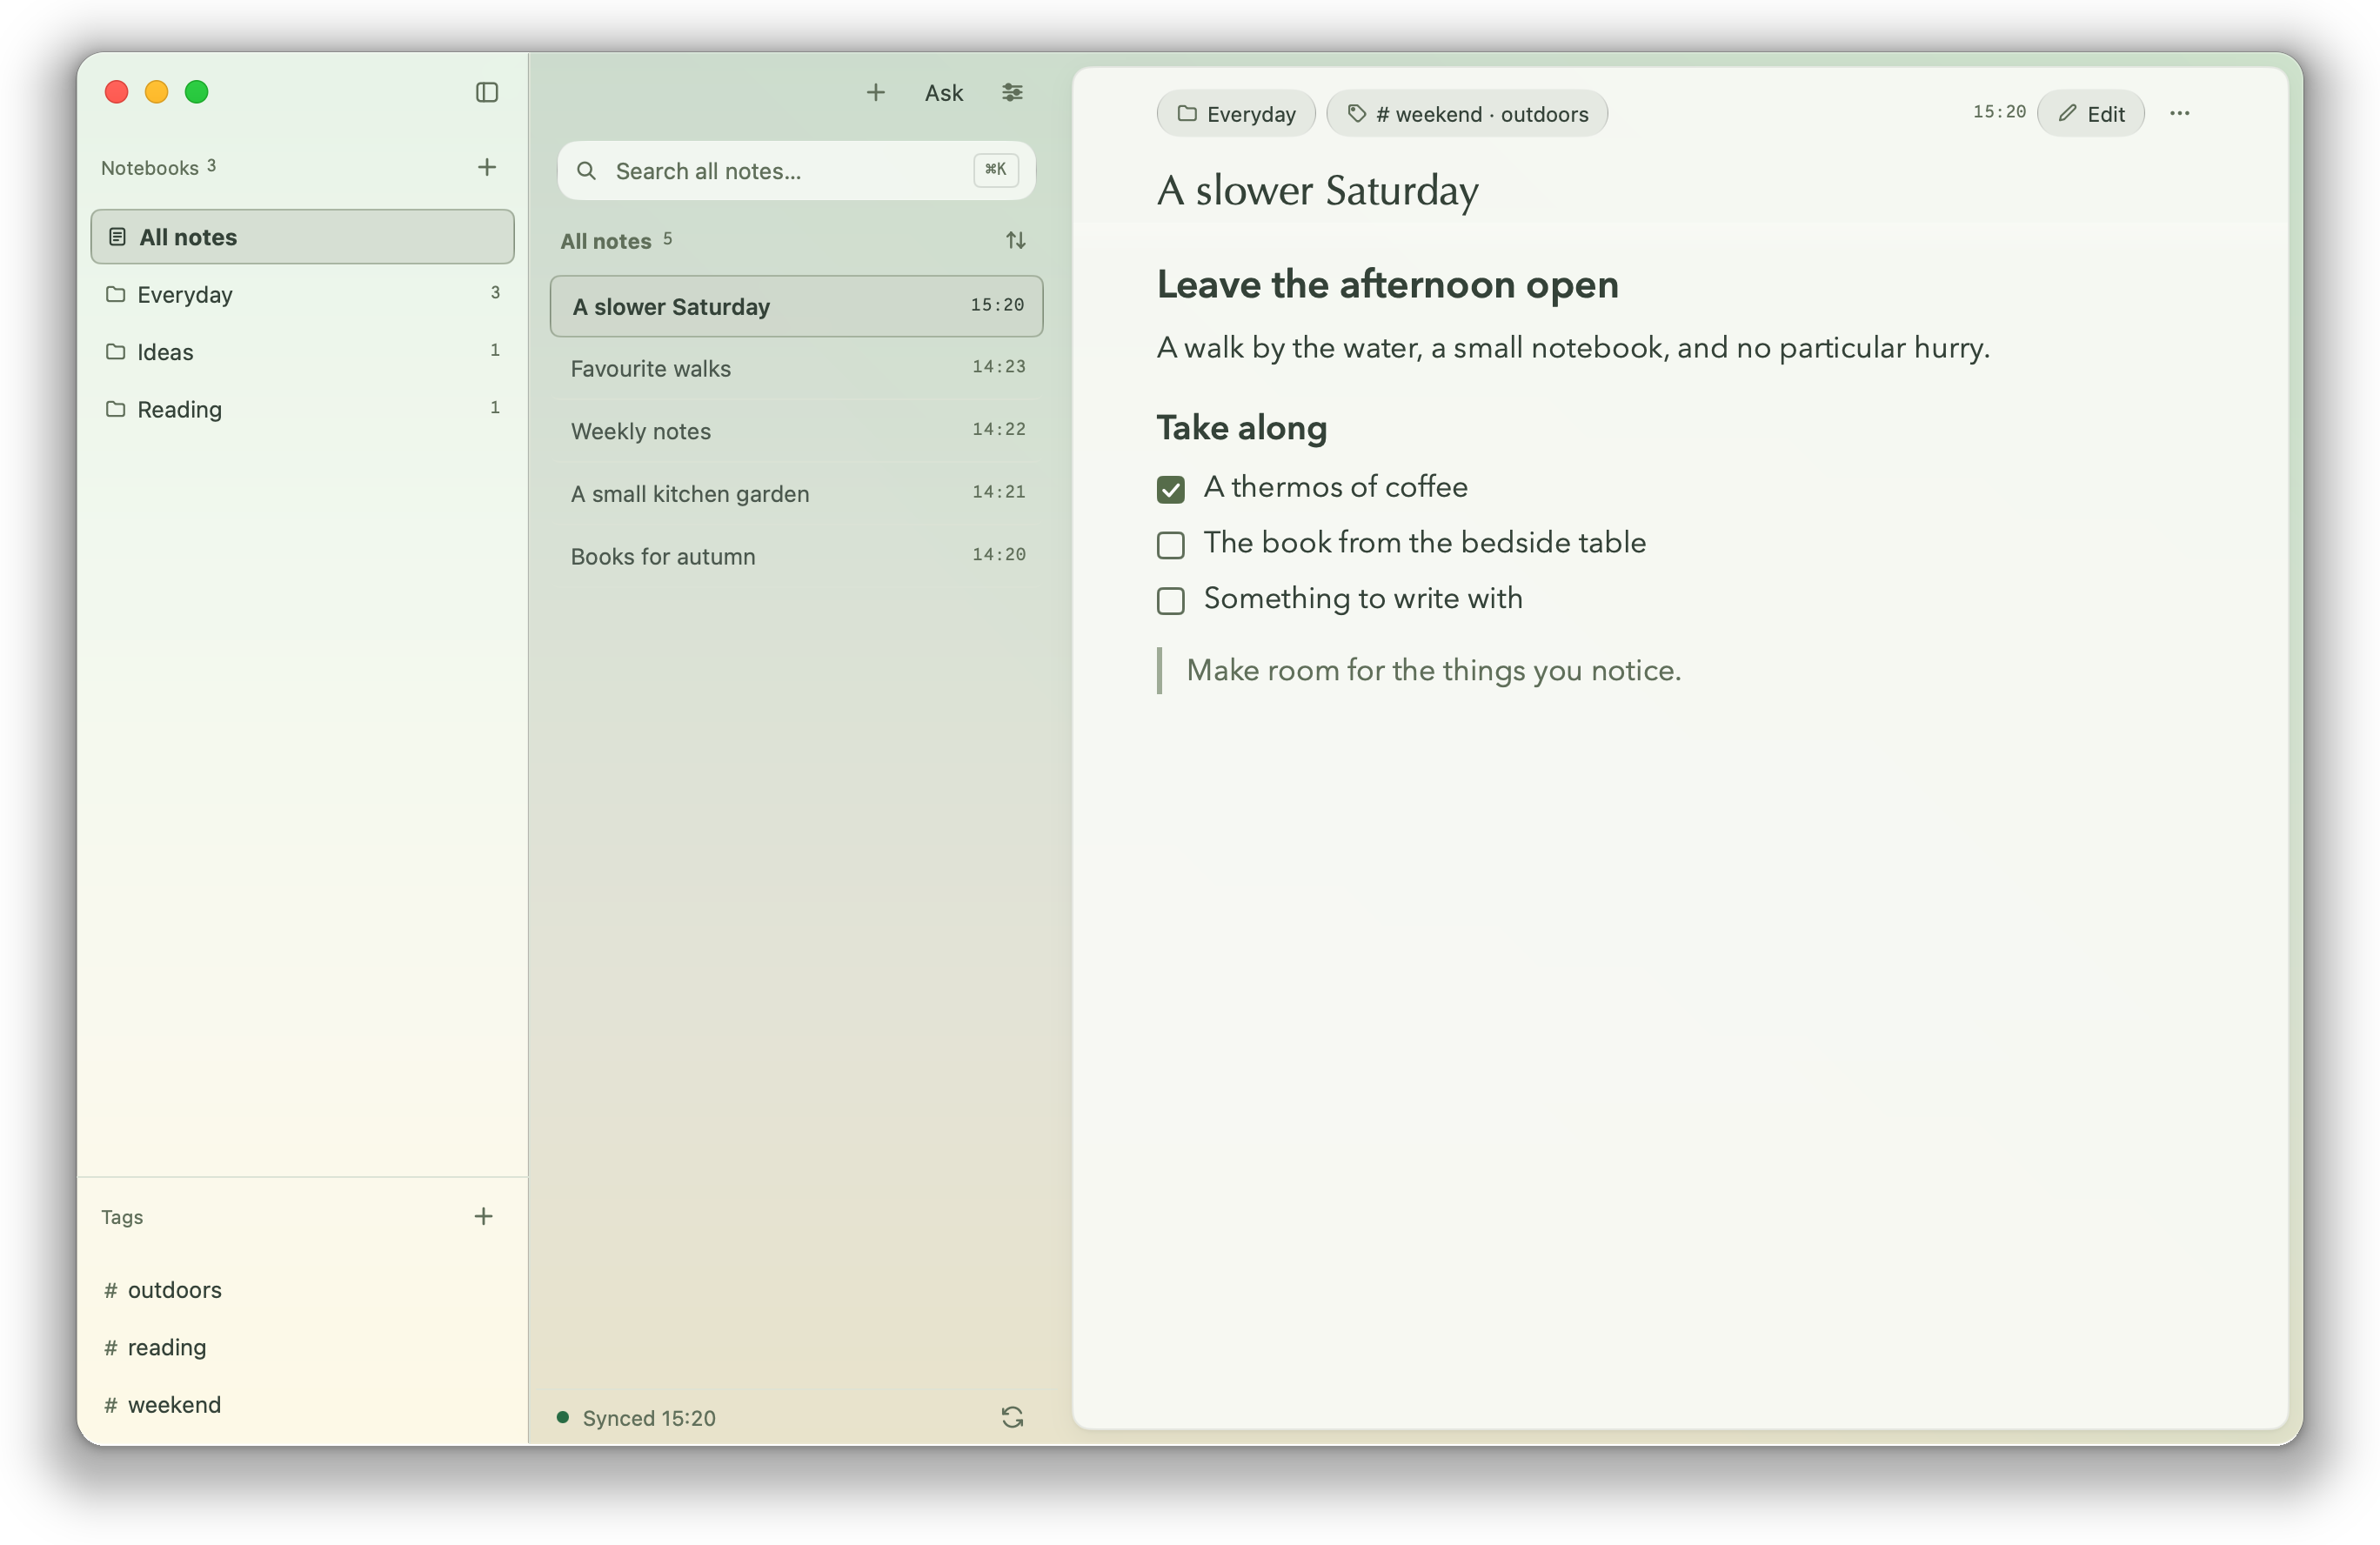 Notebooks 3
All notes
Everyday 3
Ideas 1
Reading 1
Tags
# outdoors
# reading
# weekend
Ask
Search all notes... ⌘K
All notes 5
A slower Saturday 15:20
Favourite walks 14:23
Weekly notes 14:22
A small kitchen garden 14:21
Books for autumn 14:20
Synced 15:20
Everyday # weekend · outdoors 15:20 Edit
A slower Saturday
Leave the afternoon open
A walk by the water, a small notebook, and no particular hurry.
Take along
A thermos of coffee
The book from the bedside table
Something to write with
Make room for the things you notice.